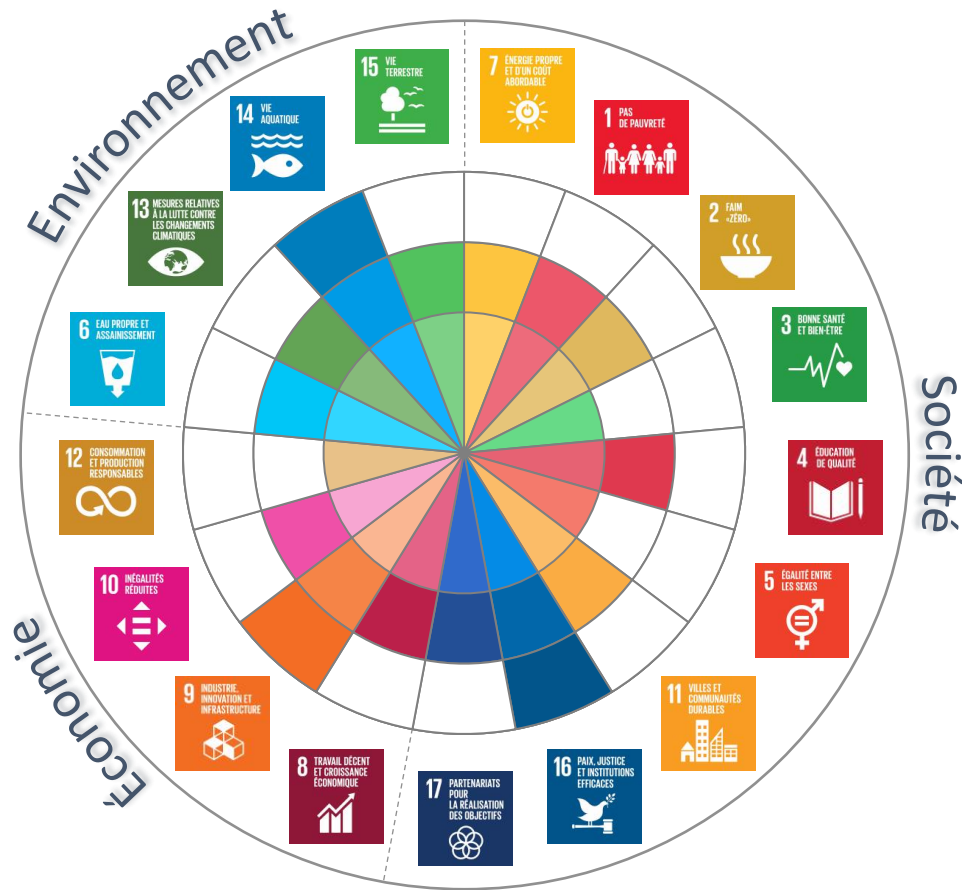 Environnement
15 VIE
TERRESTRE
7 ÉNERGIE PROPRE
ET D'UN COÛT
ABORDABLE
14 VIE
AQUATIQUE
1 PAS
DE PAUVRETÉ
13 MESURES RELATIVES
À LA LUTTE CONTRE
LES CHANGEMENTS
CLIMATIQUES
2 FAIM
«ZÉRO»
6 EAU PROPRE ET
ASSAINISSEMENT
3 BONNE SANTÉ
ET BIEN-ÊTRE
Société
12 CONSOMMATION
ET PRODUCTION
RESPONSABLES
4 ÉDUCATION
DE QUALITÉ
10 INÉGALITÉS
RÉDUITES
5 ÉGALITÉ ENTRE
LES SEXES
Économie
9 INDUSTRIE,
INNOVATION ET
INFRASTRUCTURE
11 VILLES ET
COMMUNAUTÉS
DURABLES
8 TRAVAIL DÉCENT
ET CROISSANCE
ÉCONOMIQUE
17 PARTENARIATS
POUR
LA RÉALISATION
DES OBJECTIFS
16 PAIX, JUSTICE
ET INSTITUTIONS
EFFICACES